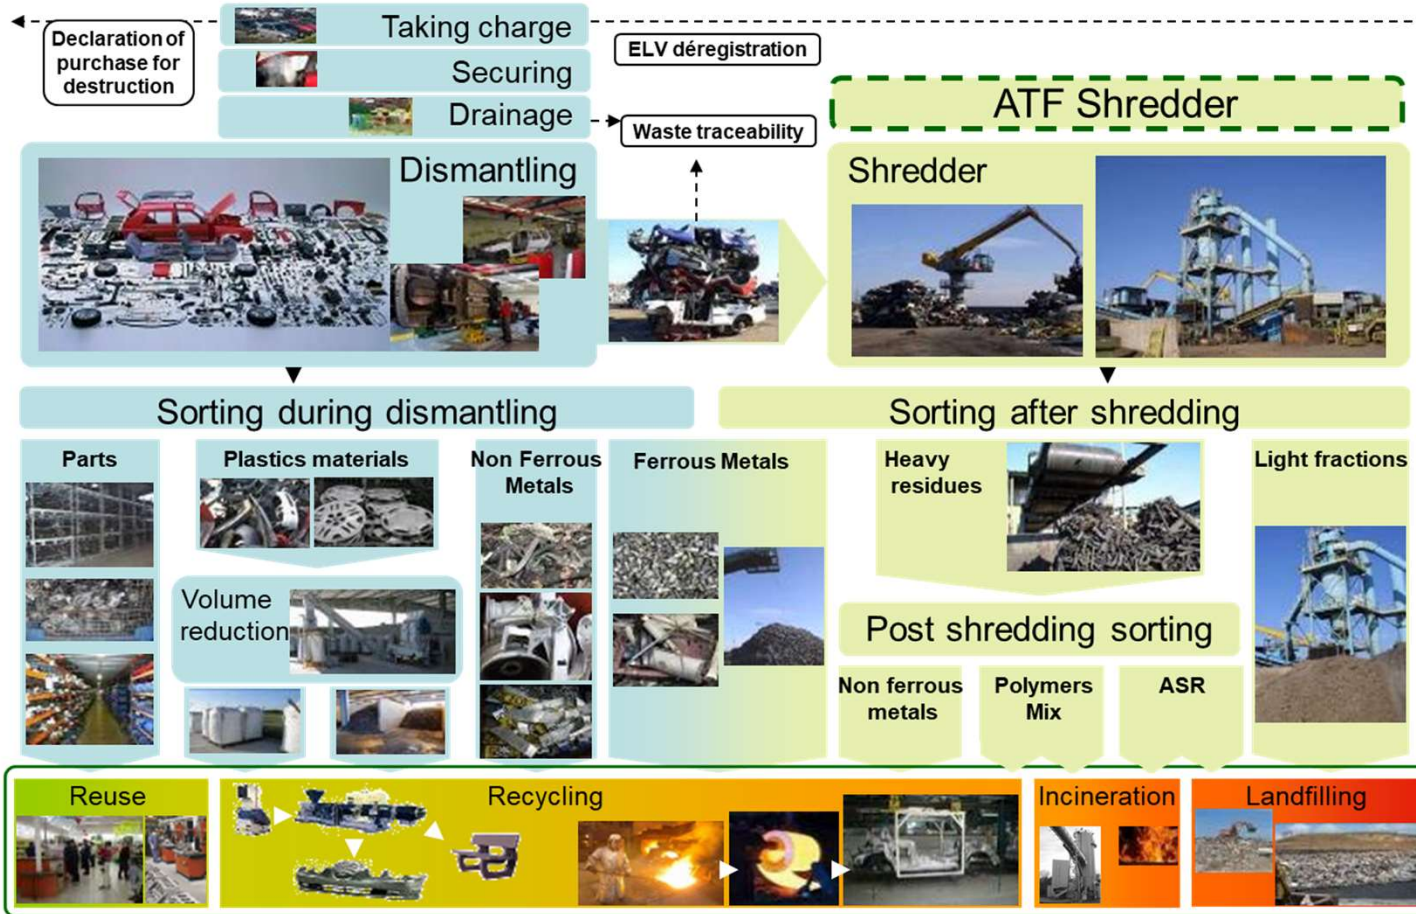 Taking charge
Declaration of
purchase for
destruction
ELV déregistration
Securing
Drainage
Waste traceability
ATF Shredder
Dismantling
Shredder
Sorting during dismantling
Sorting after shredding
Parts
Plastics materials
Non Ferrous
Metals
Ferrous Metals
Heavy
residues
Light fractions
Volume
reduction
Post shredding sorting
Non ferrous
metals
Polymers
Mix
ASR
Reuse
Recycling
Incineration
Landfilling